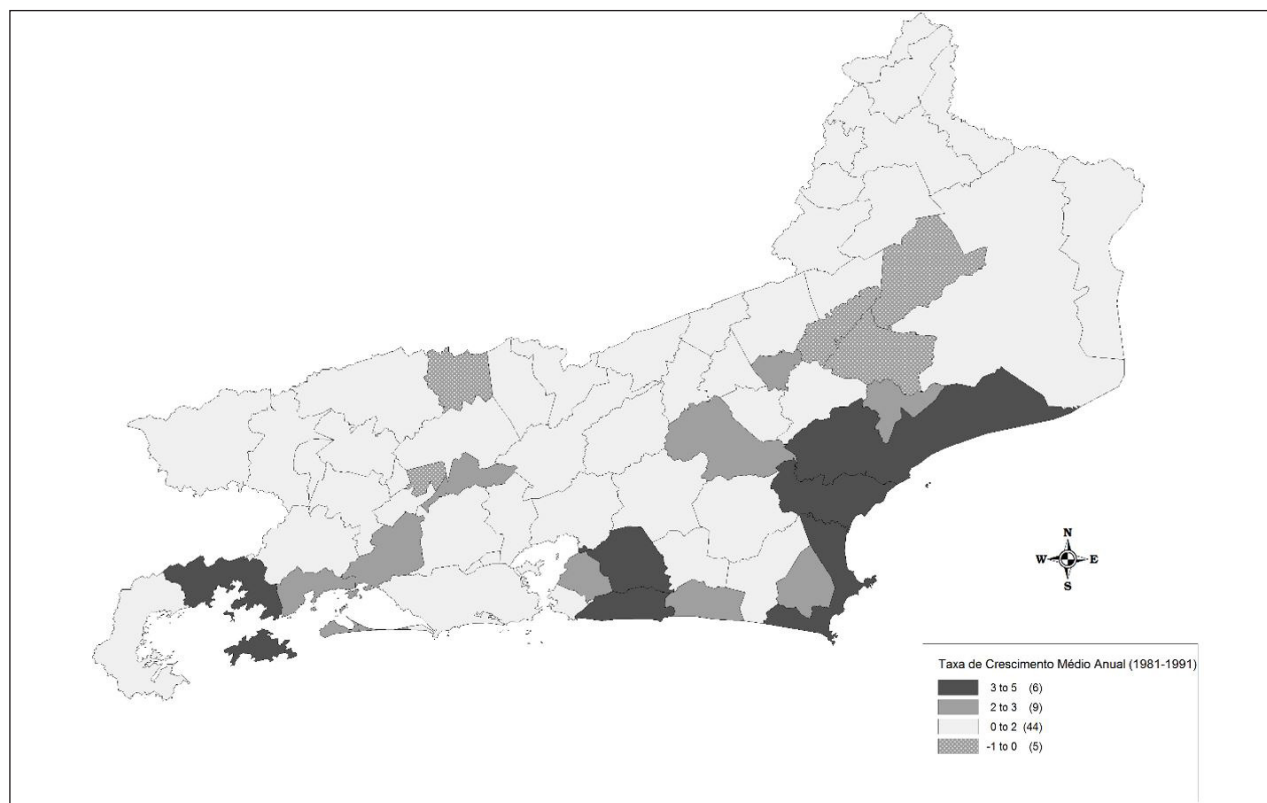 N
W E
S
Taxa de Crescimento Médio Anual (1981-1991)
3 to 5 (6)
2 to 3 (9)
0 to 2 (44)
-1 to 0 (5)